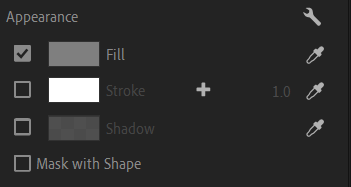 Appearance
Fill
Stroke 1.0
Shadow
Mask with Shape